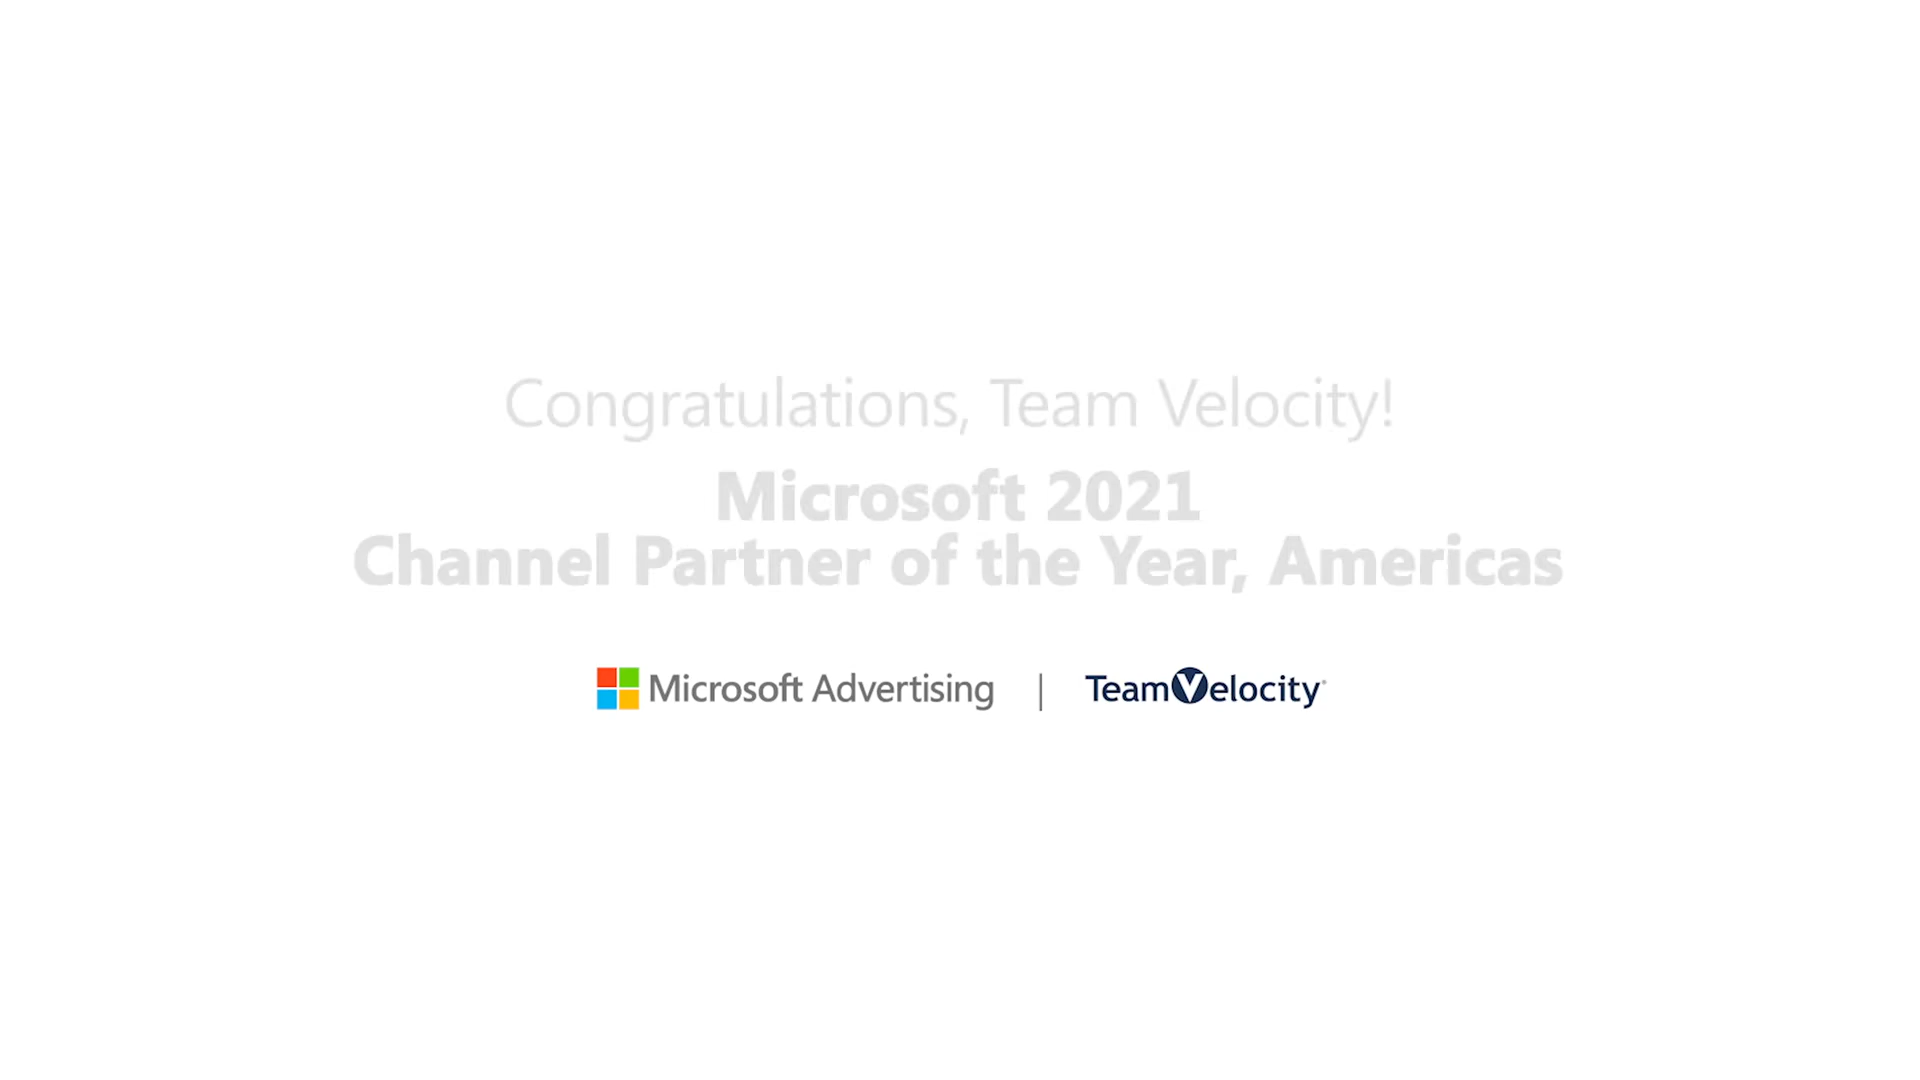 Congratulations, Team Velocity!
Microsoft 2021
Channel Partner of the Year, Americas
Microsoft Advertising | TeamVelocity